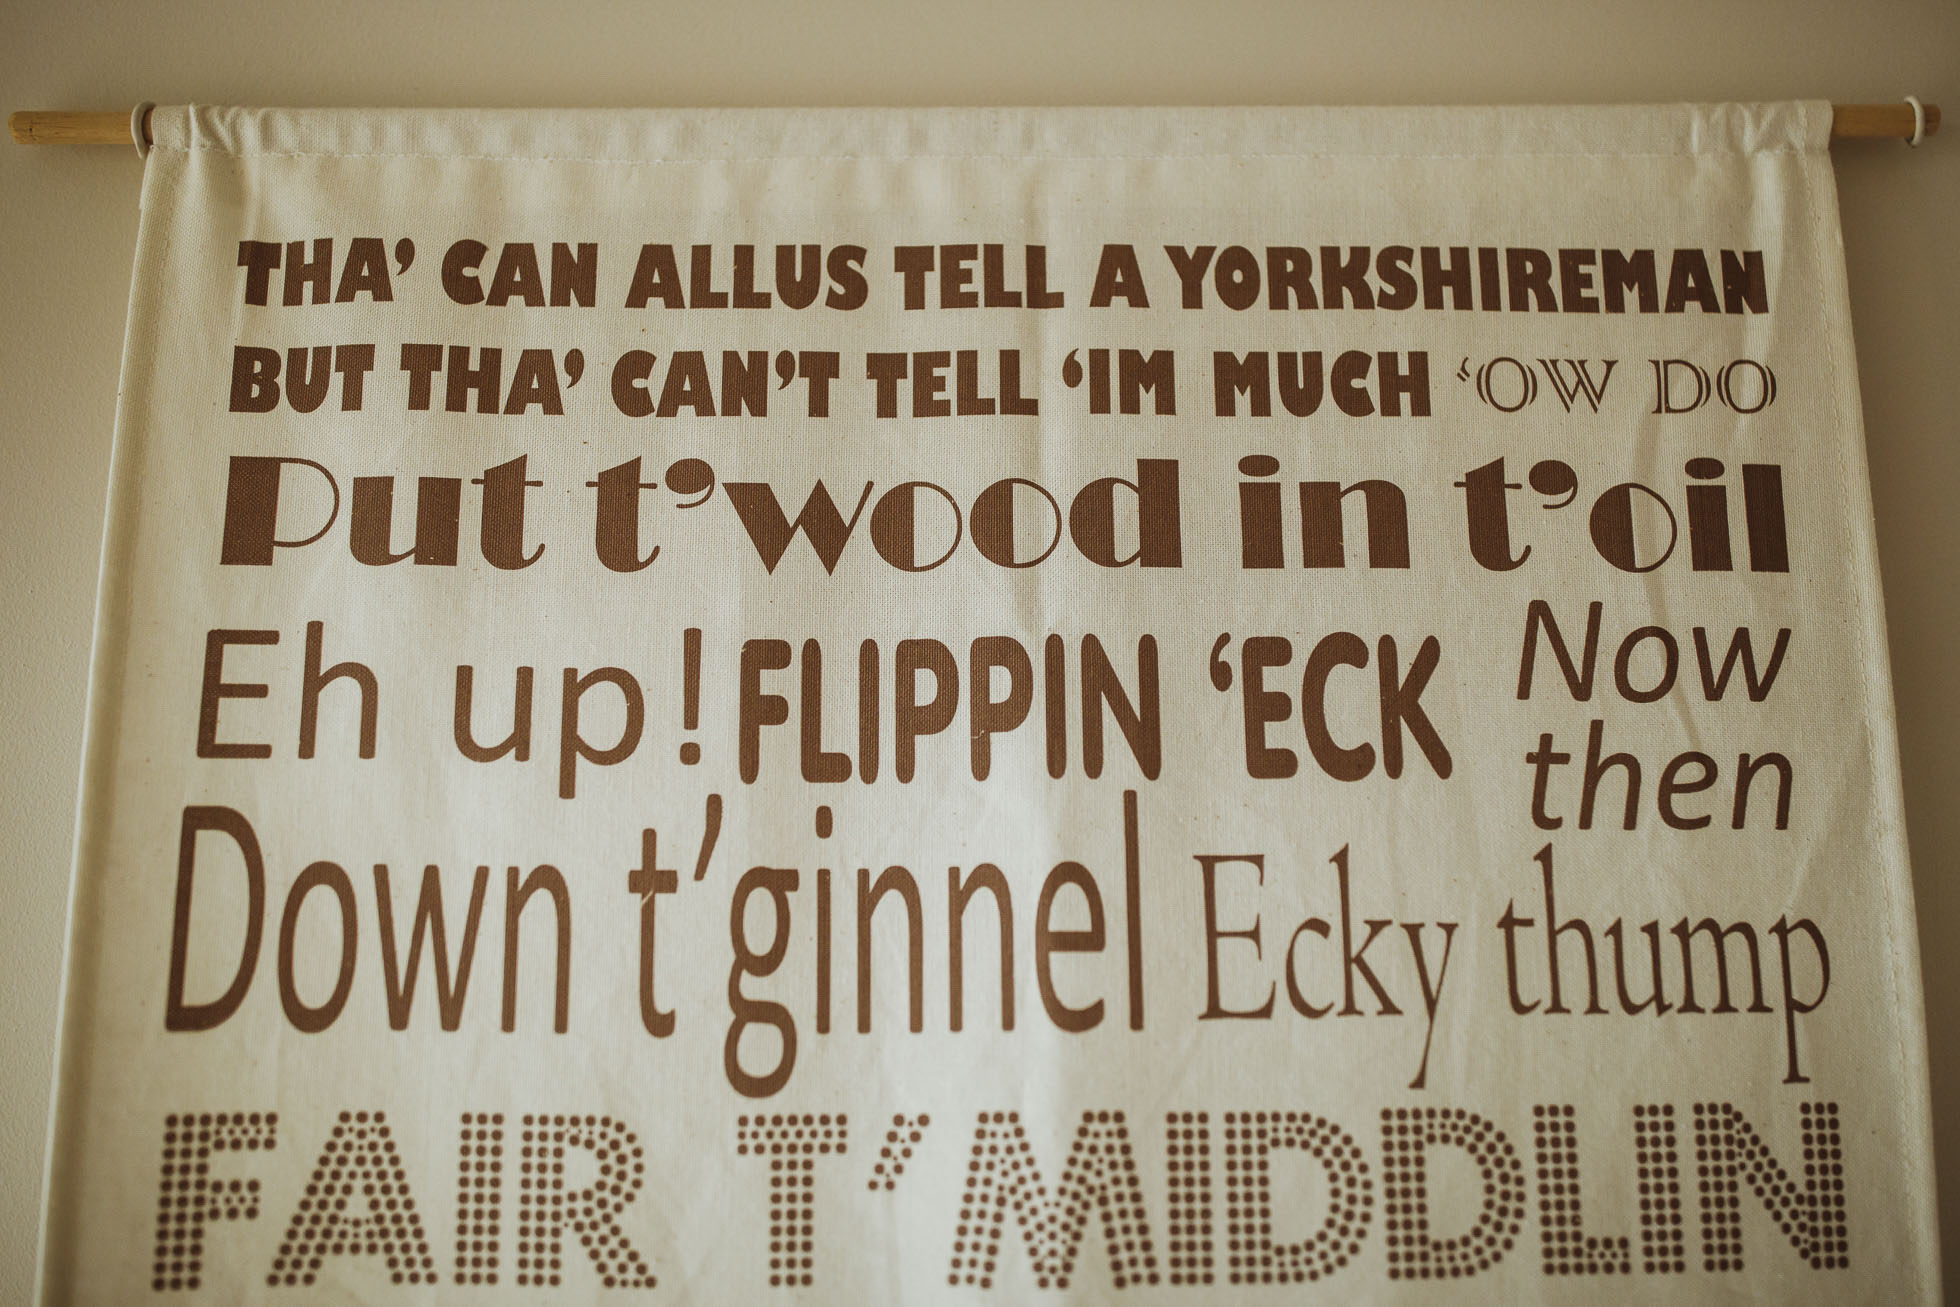 THA' CAN ALLUS TELL A YORKSHIREMAN
BUT THA' CAN'T TELL 'IM MUCH 'OW DO
Put t'wood in t'oil
Eh up! FLIPPIN 'ECK Now then
Down t'ginnel Ecky thump
FAIR T'MIDDLIN